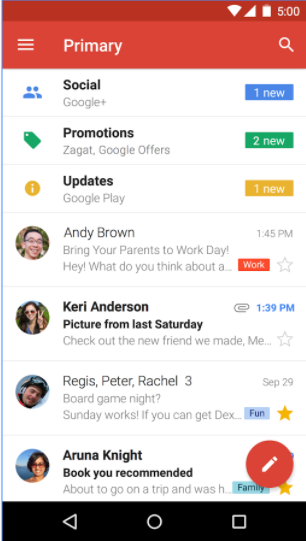 5:00
Primary
Social
Google+
1 new
Promotions
Zagat, Google Offers
2 new
Updates
Google Play
1 new
Andy Brown 1:45 PM
Bring Your Parents to Work Day!
Hey! What do you think about a... Work
Keri Anderson 1:39 PM
Picture from last Saturday
Check out the new friend we made, Me...
Regis, Peter, Rachel 3 Sep 29
Board game night?
Sunday works! If you can get Dex... Fun
Aruna Knight
Book you recommended
About to go on a trip and was h... Family